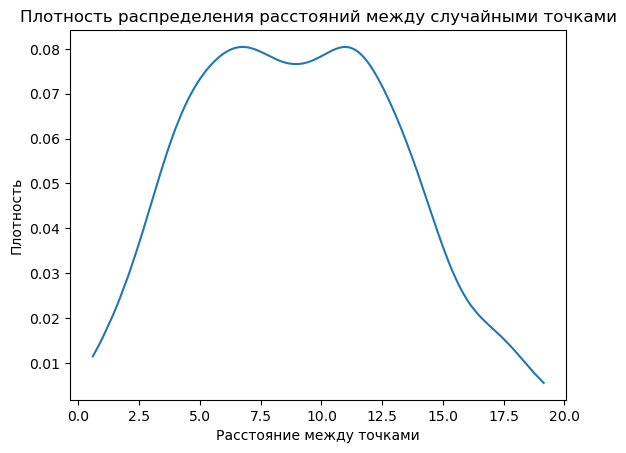 Плотность распределения расстояний между случайными точками
Плотность
0.08
0.07
0.06
0.05
0.04
0.03
0.02
0.01
0.0 2.5 5.0 7.5 10.0 12.5 15.0 17.5 20.0
Расстояние между точками